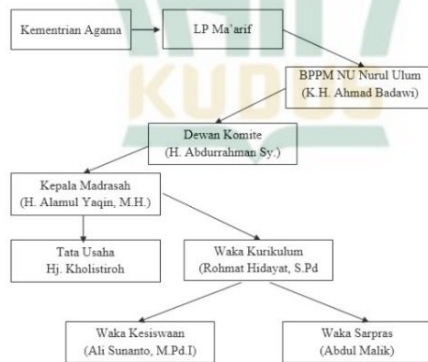 Kementrian Agama
LP Ma’arif
KUDUS
BPPM NU Nurul Ulum
(K.H. Ahmad Badawi)
Dewan Komite
(H. Abdurrahman Sy.)
Kepala Madrasah
(H. Alamul Yaqin, M.H.)
Tata Usaha
Hj. Kholistiroh
Waka Kurikulum
(Rohmat Hidayat, S.Pd
Waka Kesiswaan
(Ali Sunanto, M.Pd.I)
Waka Sarpras
(Abdul Malik)